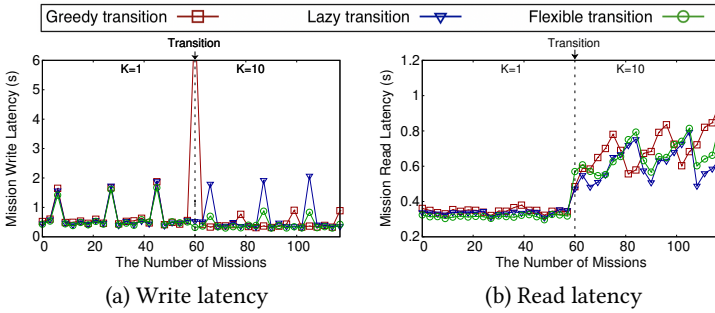 Greedy transition Lazy transition Flexible transition
Transition
K=1 K=10
Mission Write Latency (s)
6
5
4
3
2
1
0
0 20 40 60 80 100
The Number of Missions
(a) Write latency
Transition
K=1 K=10
Mission Read Latency (s)
1.2
1.0
0.8
0.6
0.4
0.2
0 20 40 60 80 100
The Number of Missions
(b) Read latency